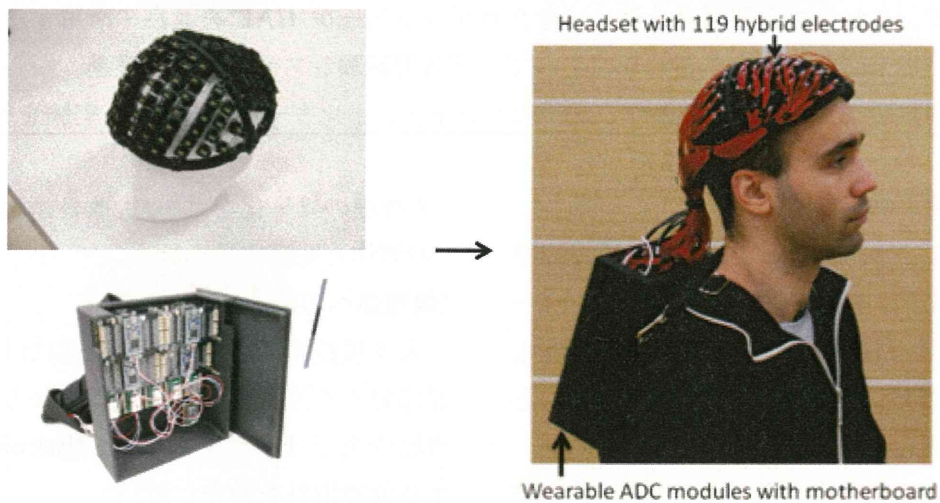 Headset with 119 hybrid electrodes
Wearable ADC modules with motherboard